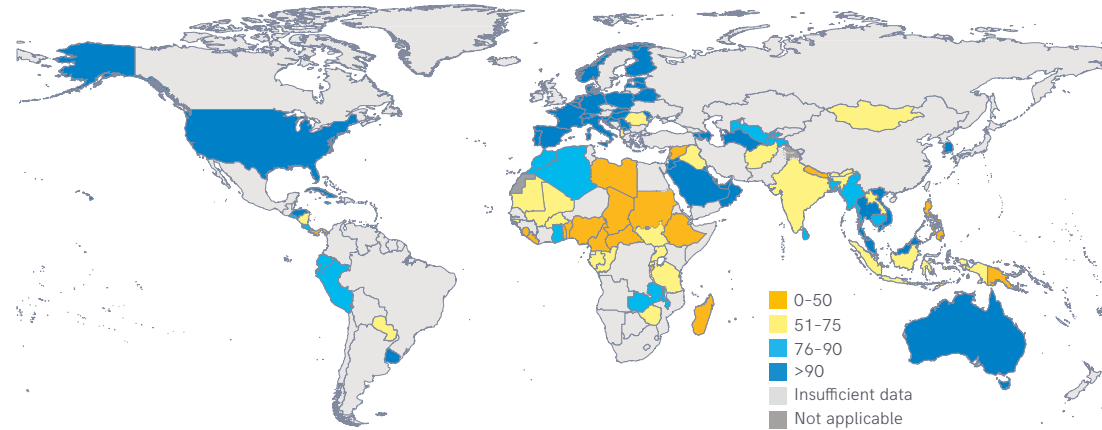 0–50
51–75
76–90
>90
Insufficient data
Not applicable